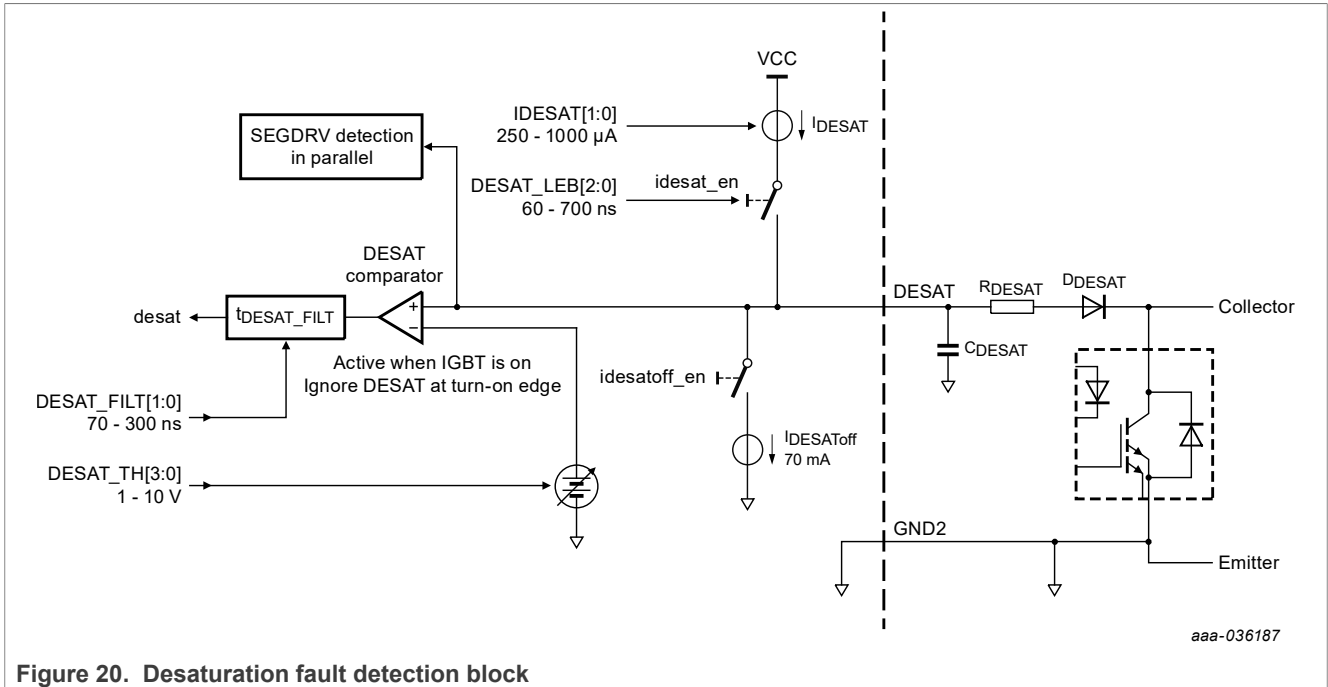 VCC
IDESAT[1:0]
250 - 1000 µA
IDESAT
SEGDRV detection
in parallel
DESAT_LEB[2:0]
60 - 700 ns
idesat_en
DESAT
comparator
+
−
desat
tDESAT_FILT
DESAT
RDESAT
DDESAT
Collector
CDESAT
Active when IGBT is on
Ignore DESAT at turn-on edge
idesatoff_en
DESAT_FILT[1:0]
70 - 300 ns
IDESAToff
70 mA
DESAT_TH[3:0]
1 - 10 V
GND2
Emitter
aaa-036187
Figure 20. Desaturation fault detection block